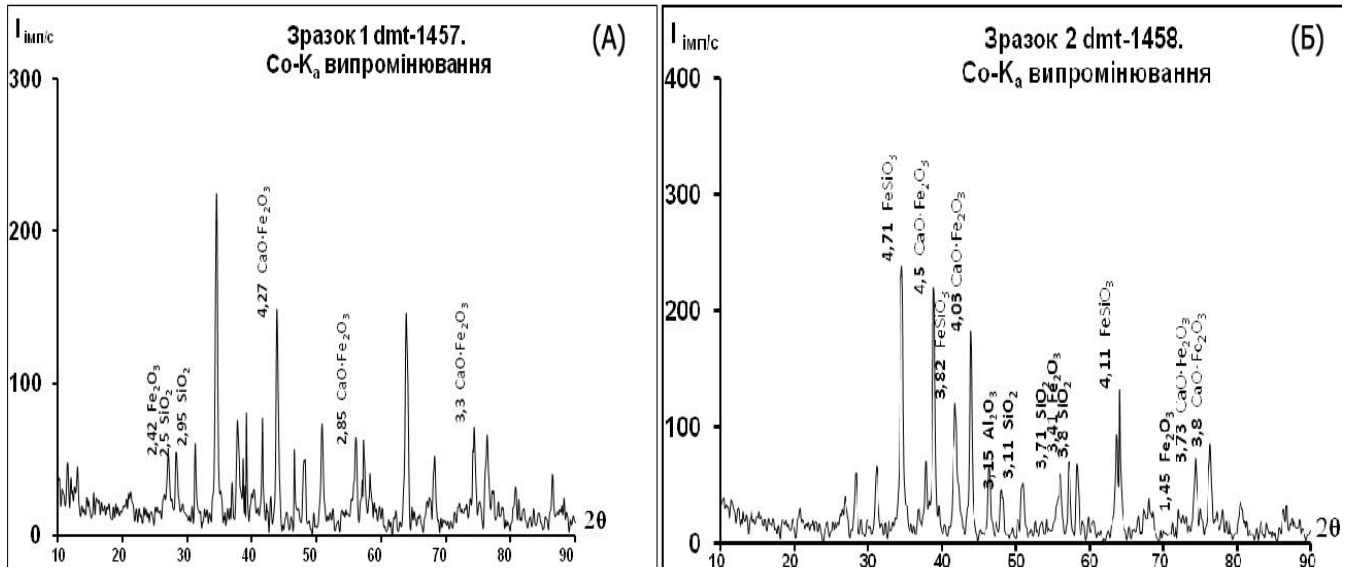 I імп/с
Зразок 1 dmt-1457.
Co-Kₐ випромінювання
(А)
300
200
100
0
2,42 Fe₂O₃
2,5 SiO₂
2,95 SiO₂
4,27 CaO·Fe₂O₃
2,85 CaO·Fe₂O₃
3,3 CaO·Fe₂O₃
2θ
10 20 30 40 50 60 70 80 90
I імп/с
Зразок 2 dmt-1458.
Co-Kₐ випромінювання
(Б)
400
300
200
100
0
4,71 FeSiO₃
4,5 CaO·Fe₂O₃
3,82 FeSiO₃
4,03 CaO·Fe₂O₃
3,15 Al₂O₃
3,11 SiO₂
3,71 SiO₂
3,41 Fe₂O₃
3,8 SiO₂
4,11 FeSiO₃
1,45 Fe₂O₃
3,73 CaO·Fe₂O₃
3,8 CaO·Fe₂O₃
2θ
10 20 30 40 50 60 70 80 90